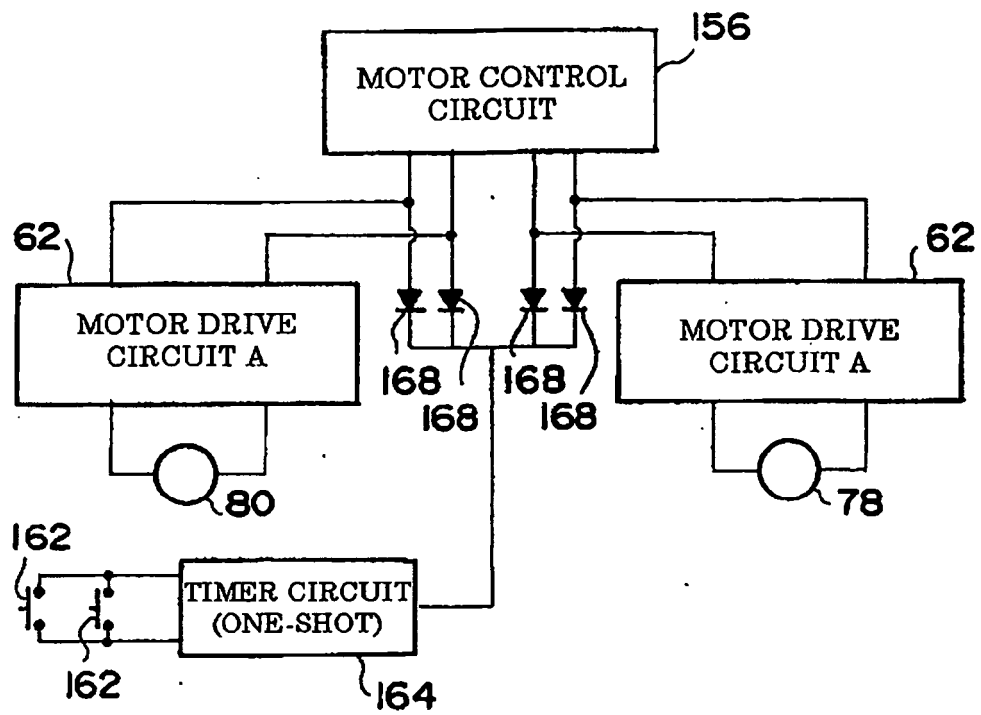 156
MOTOR CONTROL
CIRCUIT
62
62
MOTOR DRIVE
CIRCUIT A
MOTOR DRIVE
CIRCUIT A
168
168
168
168
80
78
162
TIMER CIRCUIT
(ONE-SHOT)
162
164